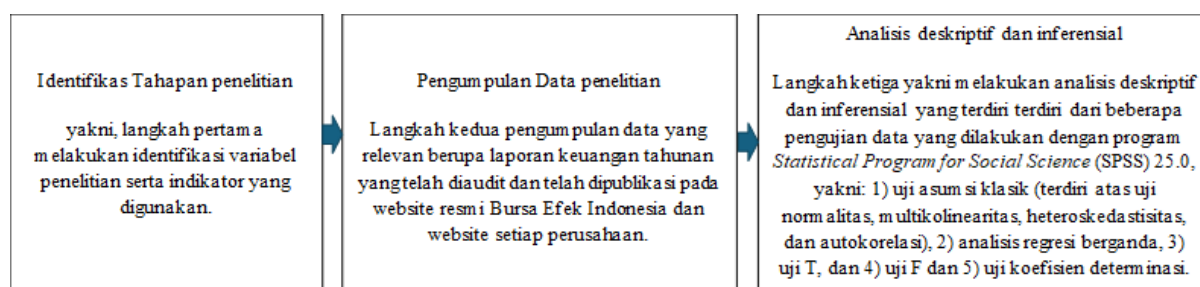 Identifikas Tahapan penelitian
yakni, langkah pertama
melakukan identifikasi variabel
penelitian serta indikator yang
digunakan.
Pengumpulan Data penelitian
Langkah kedua pengumpulan data yang
relevan berupa laporan keuangan tahunan
yang telah diaudit dan telah dipublikasi pada
website resmi Bursa Efek Indonesia dan
website setiap perusahaan.
Analisis deskriptif dan inferensial
Langkah ketiga yakni melakukan analisis deskriptif
dan inferensial yang terdiri terdiri dari beberapa
pengujian data yang dilakukan dengan program
Statistical Program for Social Science (SPSS) 25.0,
yakni: 1) uji asumsi klasik (terdiri atas uji
normalitas, multikolinearitas, heteroskedastisitas,
dan autokorelasi), 2) analisis regresi berganda, 3)
uji T, dan 4) uji F dan 5) uji koefisien determinasi.